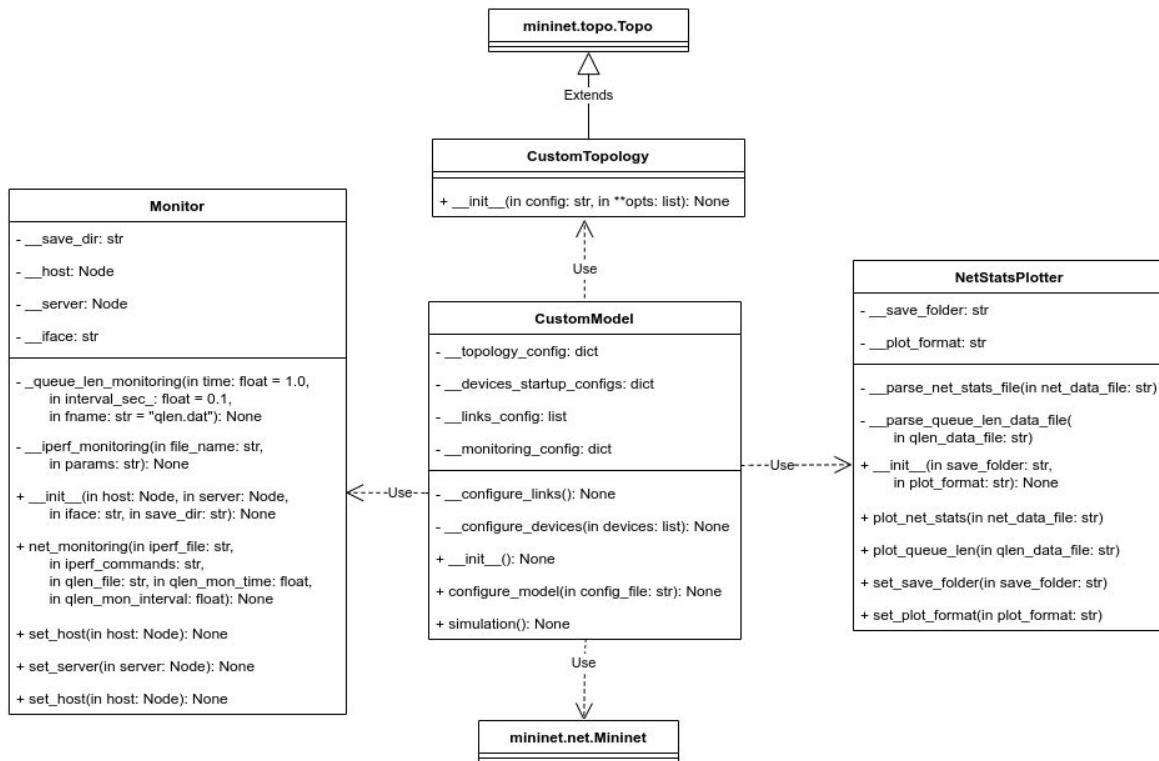 mininet.topo.Topo
Extends
CustomTopology
+ __init__(in config: str, in **opts: list): None
Use
Monitor
- __save_dir: str
- __host: Node
- __server: Node
- __iface: str
- _queue_len_monitoring(in time: float = 1.0,
in interval_sec_: float = 0.1,
in fname: str = "qlen.dat"): None
- __iperf_monitoring(in file_name: str,
in params: str): None
+ __init__(in host: Node, in server: Node,
in iface: str, in save_dir: str): None
+ net_monitoring(in iperf_file: str,
in iperf_commands: str,
in qlen_file: str, in qlen_mon_time: float,
in qlen_mon_interval: float): None
+ set_host(in host: Node): None
+ set_server(in server: Node): None
+ set_host(in host: Node): None
Use
CustomModel
- __topology_config: dict
- __devices_startup_configs: dict
- __links_config: list
- __monitoring_config: dict
- __configure_links(): None
- __configure_devices(in devices: list): None
+ __init__(): None
+ configure_model(in config_file: str): None
+ simulation(): None
Use
NetStatsPlotter
- __save_folder: str
- __plot_format: str
- __parse_net_stats_file(in net_data_file: str)
- __parse_queue_len_data_file(
in qlen_data_file: str)
+ __init__(in save_folder: str,
in plot_format: str): None
+ plot_net_stats(in net_data_file: str)
+ plot_queue_len(in qlen_data_file: str)
+ set_save_folder(in save_folder: str)
+ set_plot_format(in plot_format: str)
Use
mininet.net.Mininet